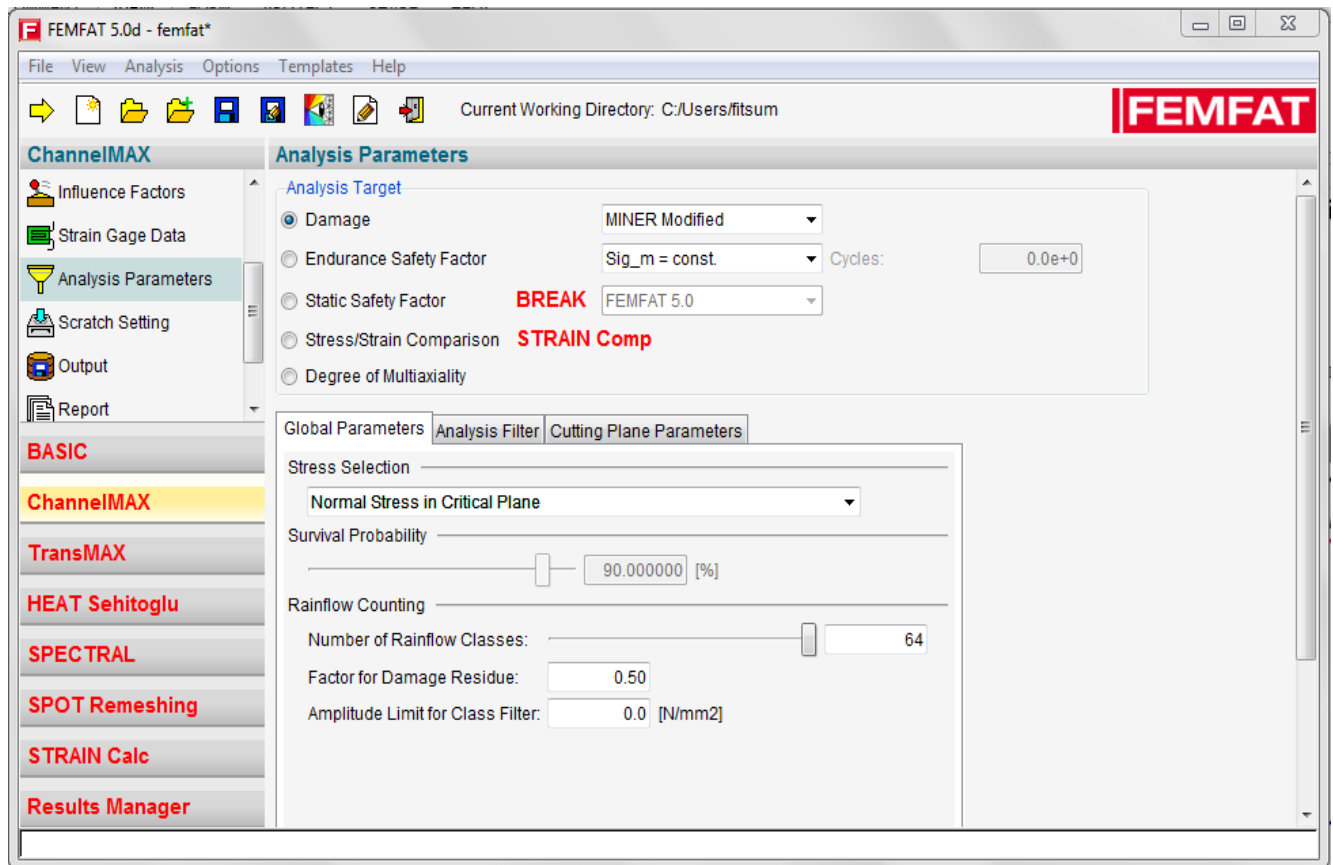 FEMFAT 5.0d - femfat*
File View Analysis Options Templates Help
Current Working Directory: C:/Users/fitsum
FEMFAT
ChannelMAX
Influence Factors
Strain Gage Data
Analysis Parameters
Scratch Setting
Output
Report
BASIC
ChannelMAX
TransMAX
HEAT Sehitoglu
SPECTRAL
SPOT Remeshing
STRAIN Calc
Results Manager
Analysis Parameters
Analysis Target
Damage MINER Modified
Endurance Safety Factor Sig_m = const. Cycles: 0.0e+0
Static Safety Factor BREAK FEMFAT 5.0
Stress/Strain Comparison STRAIN Comp
Degree of Multiaxiality
Global Parameters Analysis Filter Cutting Plane Parameters
Stress Selection
Normal Stress in Critical Plane
Survival Probability
90.000000 [%]
Rainflow Counting
Number of Rainflow Classes: 64
Factor for Damage Residue: 0.50
Amplitude Limit for Class Filter: 0.0 [N/mm2]